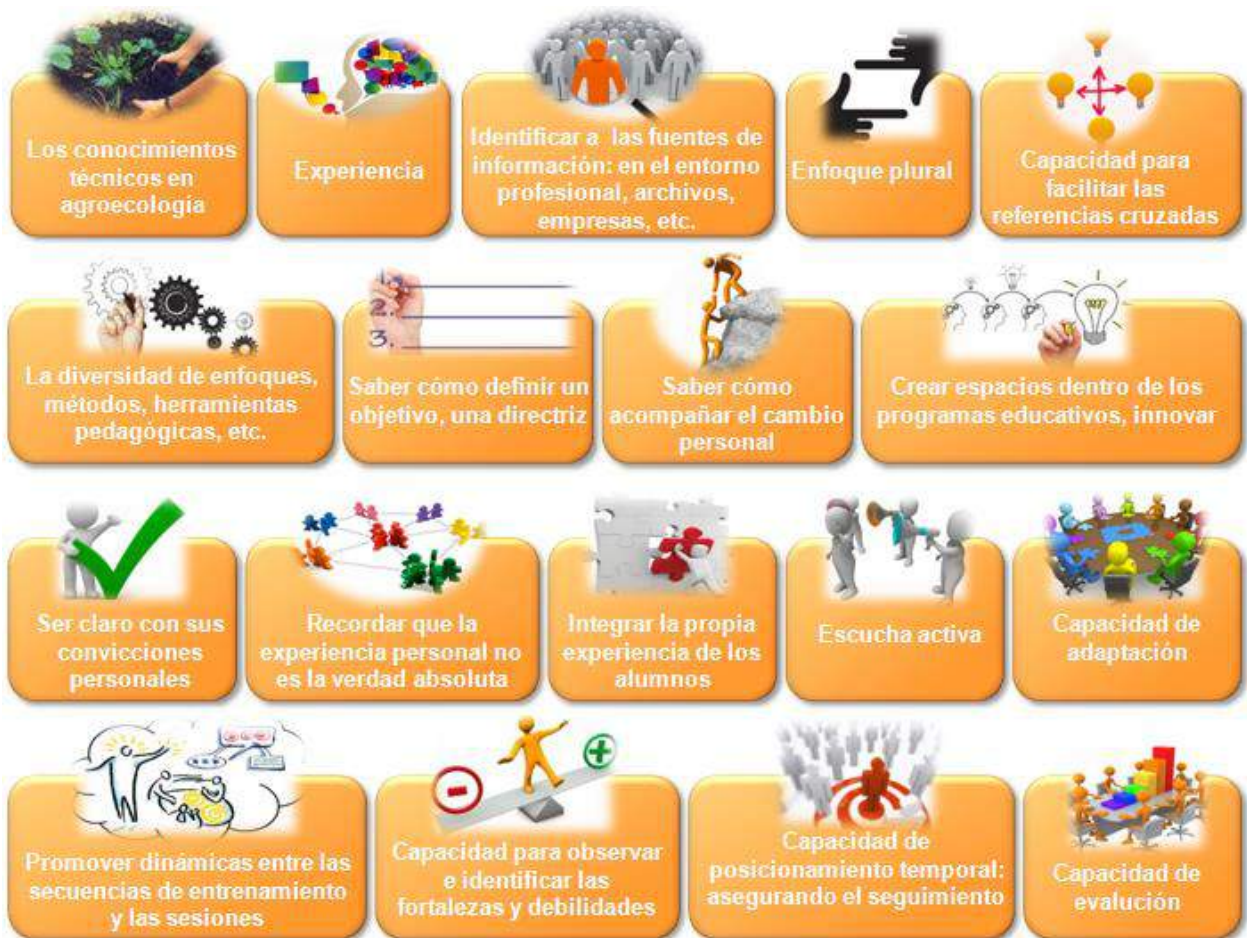 Los conocimientos
técnicos en
agroecología
Experiencia
Identificar a las fuentes de
información: en el entorno
profesional, archivos,
empresas, etc.
Enfoque plural
Capacidad para
facilitar las
referencias cruzadas
La diversidad de enfoques,
métodos, herramientas
pedagógicas, etc.
2.
3.
Saber cómo definir un
objetivo, una directriz
Saber cómo
acompañar el cambio
personal
Crear espacios dentro de los
programas educativos, innovar
Ser claro con sus
convicciones
personales
Recordar que la
experiencia personal no
es la verdad absoluta
Integrar la propia
experiencia de los
alumnos
Escucha activa
Capacidad de
adaptación
Promover dinámicas entre las
secuencias de entrenamiento
y las sesiones
Capacidad para observar
e identificar las
fortalezas y debilidades
Capacidad de
posicionamiento temporal:
asegurando el seguimiento
Capacidad de
evalución